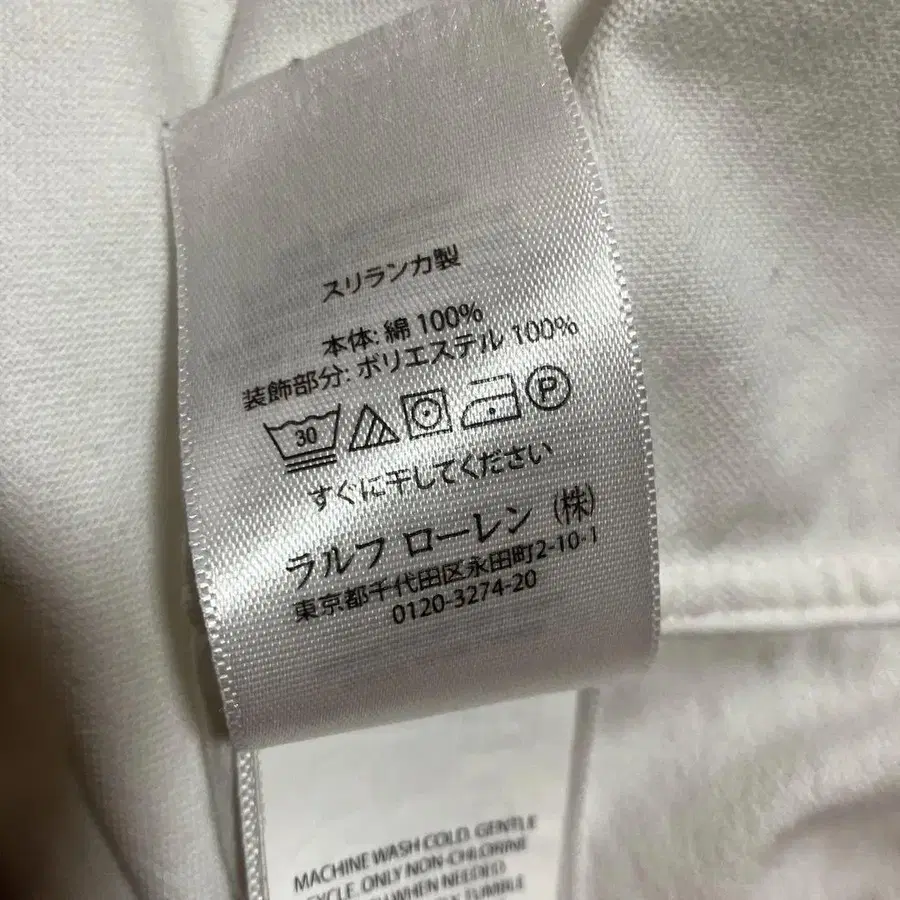 スリランカ製
本体: 綿 100%
装飾部分: ポリエステル 100%
30 P
すぐに干してください
ラルフ ローレン (株)
東京都千代田区永田町2-10-1
0120-3274-20
MACHINE WASH COLD. GENTLE
CYCLE. ONLY NON-CHLORINE
WHEN NEEDED
TUMBLE